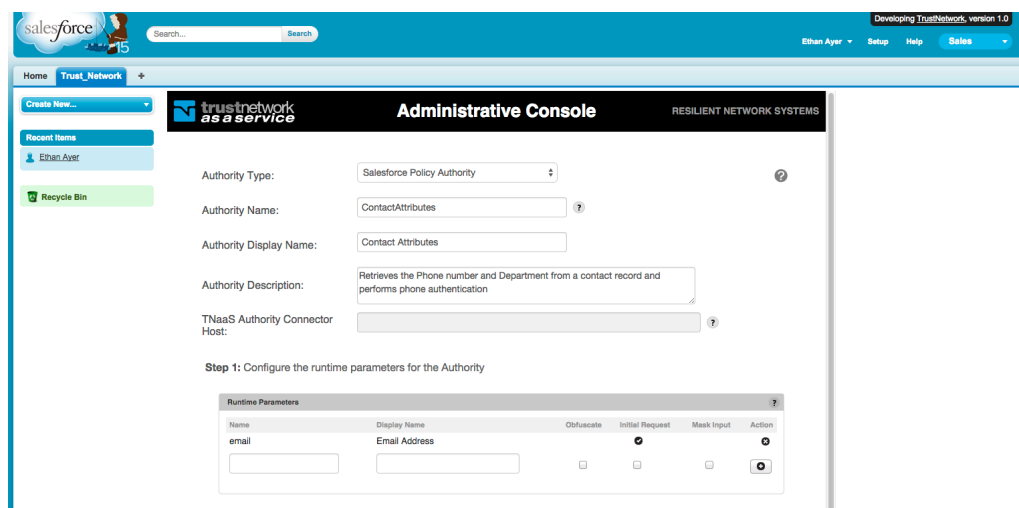 Developing TrustNetwork, version 1.0
salesforce
15
Search...
Search
Ethan Ayer
Setup
Help
Sales
Home
Trust_Network
+
Create New...
Recent Items
Ethan Ayer
Recycle Bin
trustnetwork
as a service
Administrative Console
RESILIENT NETWORK SYSTEMS
Authority Type:
Salesforce Policy Authority
?
Authority Name:
ContactAttributes
?
Authority Display Name:
Contact Attributes
Authority Description:
Retrieves the Phone number and Department from a contact record and
performs phone authentication
TNaaS Authority Connector
Host:
?
Step 1: Configure the runtime parameters for the Authority
Runtime Parameters
?
Name
Display Name
Obfuscate
Initial Request
Mask Input
Action
email
Email Address